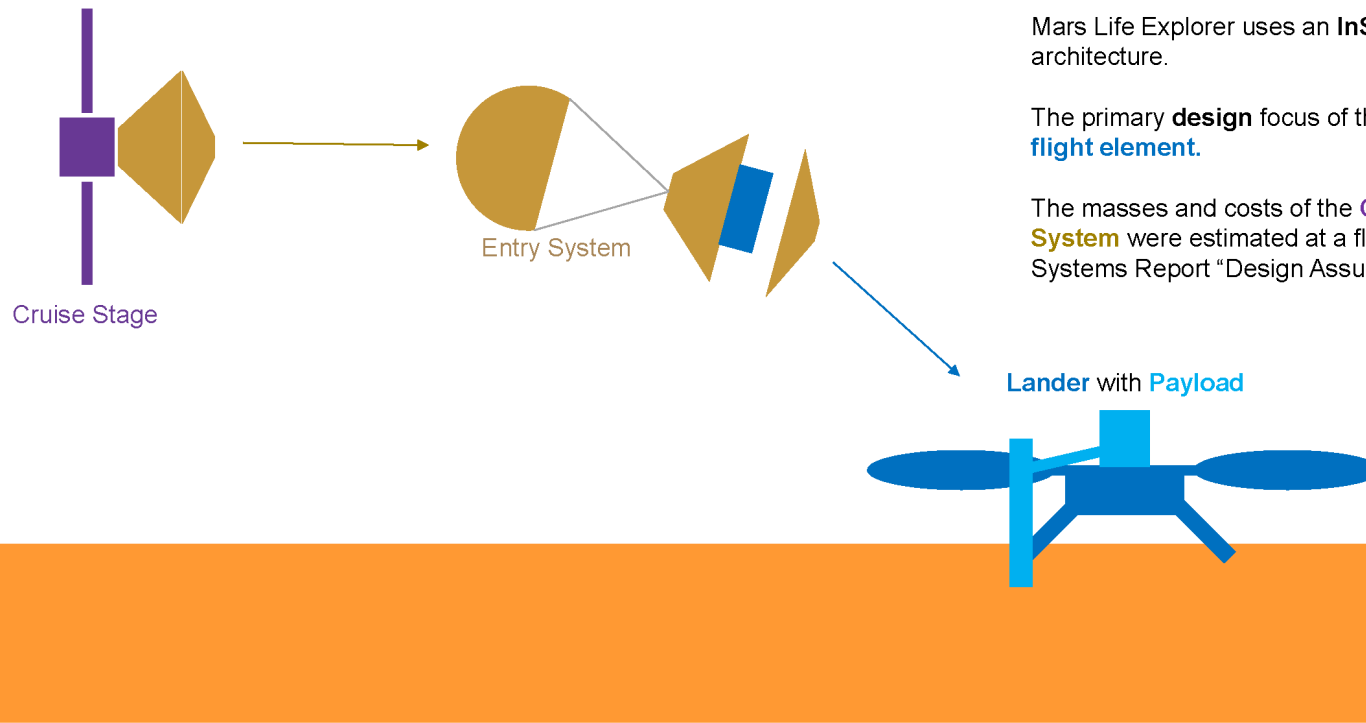 Mars Life Explorer uses an
architecture.
The primary design focus of
flight element.
The masses and costs of the
System were estimated at a
Systems Report “Design
Entry System
Cruise Stage
Lander with Payload